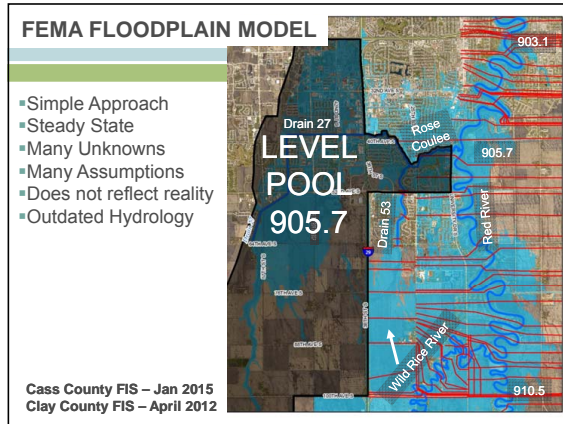 FEMA FLOODPLAIN MODEL
▪Simple Approach
▪Steady State
▪Many Unknowns
▪Many Assumptions
▪Does not reflect reality
▪Outdated Hydrology
Cass County FIS – Jan 2015
Clay County FIS – April 2012
903.1
Drain 27
Rose
Coulee
905.7
LEVEL
POOL
905.7
Drain 53
Red River
Wild Rice River
910.5